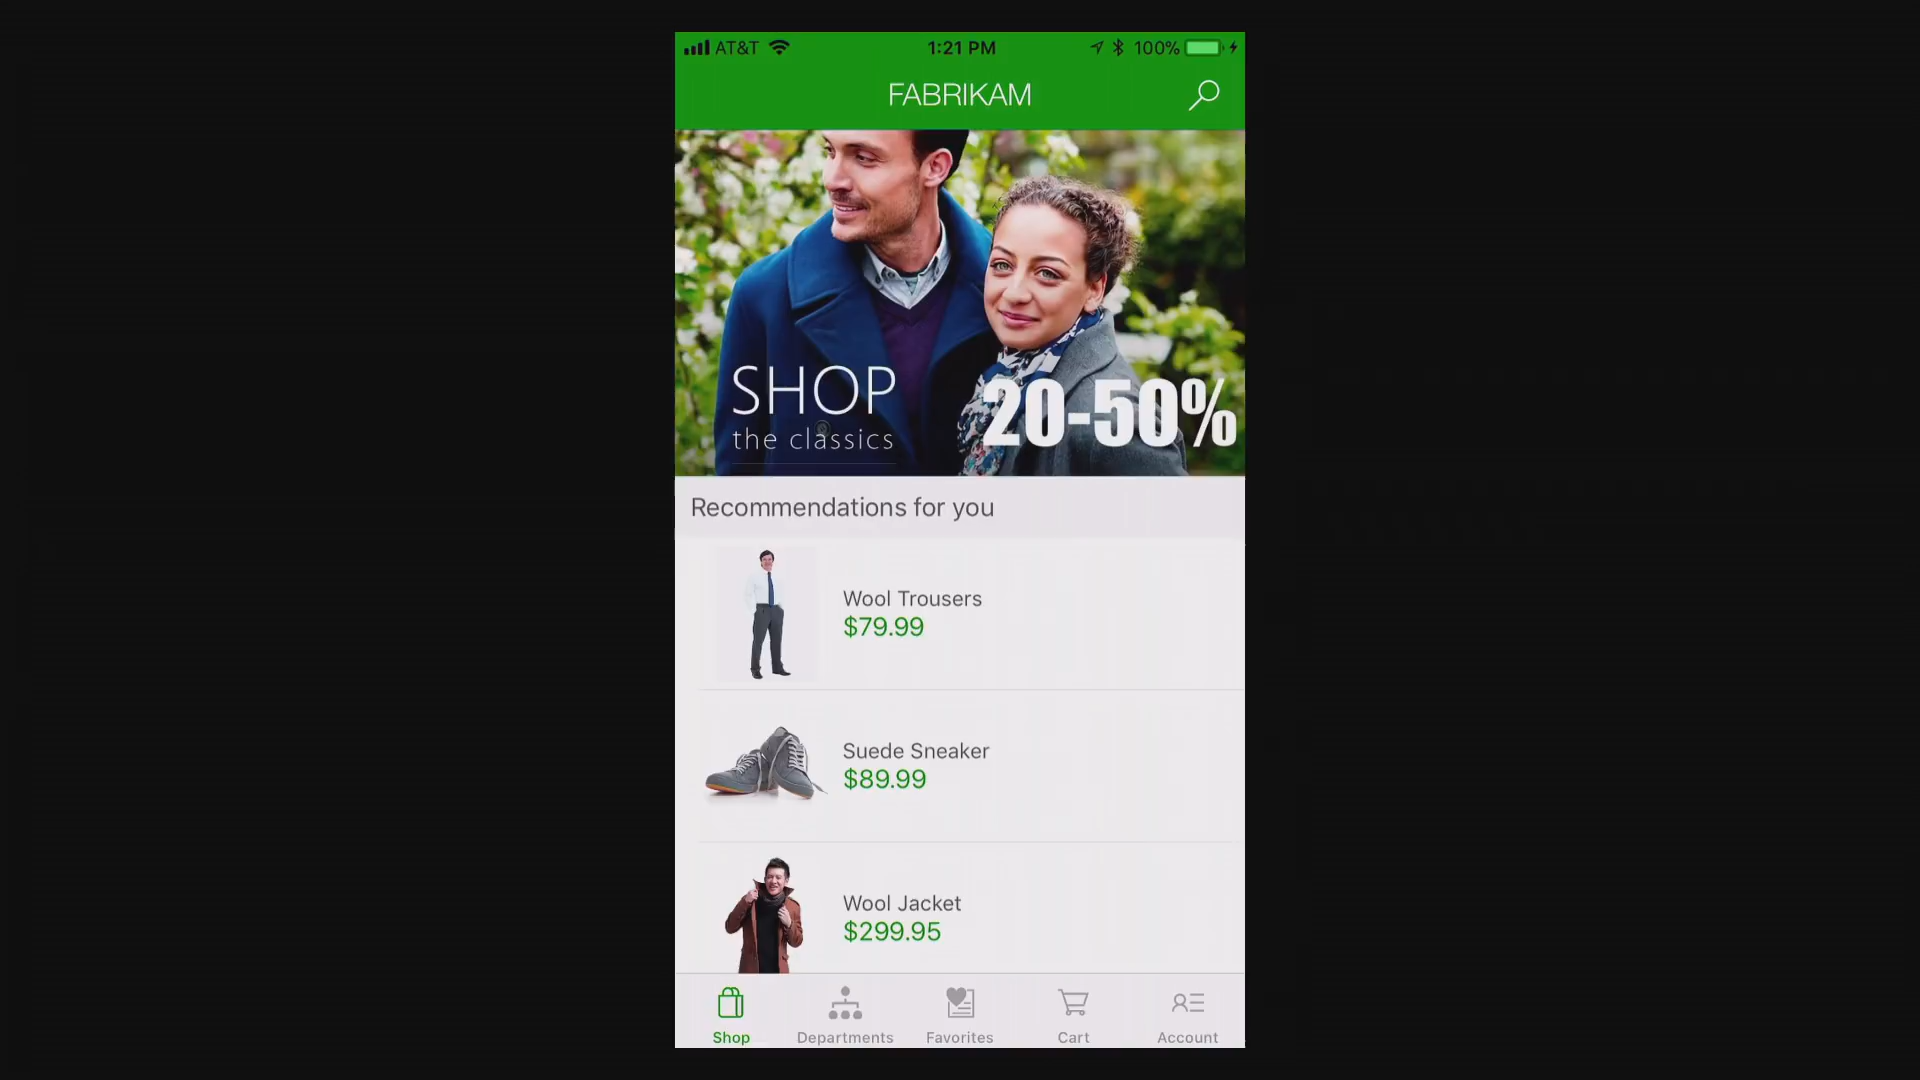 AT&T 1:21 PM 100%
FABRIKAM
SHOP
the classics
20-50%
Recommendations for you
Wool Trousers
$79.99
Suede Sneaker
$89.99
Wool Jacket
$299.95
Shop Departments Favorites Cart Account